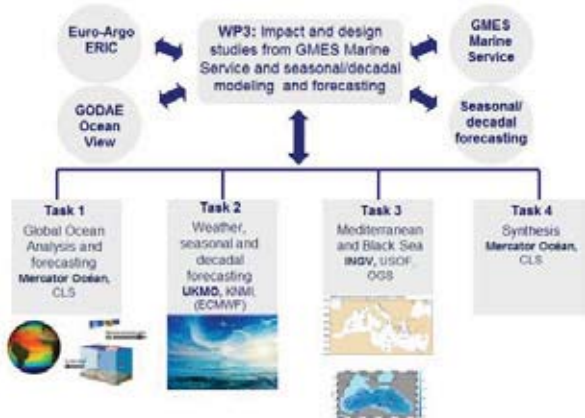 Euro-Argo
ERIC
WP3: Impact and design
studies from GMES Marine
Service and seasonal/decadal
modeling and forecasting
GMES
Marine
Service
GODAE
Ocean
View
Seasonal/
decadal
forecasting
Task 1
Global Ocean
Analysis and
forecasting
Mercator Océan,
CLS
Task 2
Weather,
seasonal and
decadal
forecasting
UKMO, KNMI,
(ECMWF)
Task 3
Mediterranean
and Black Sea
INGV, USOF,
OGS
Task 4
Synthesis
Mercator Océan,
CLS